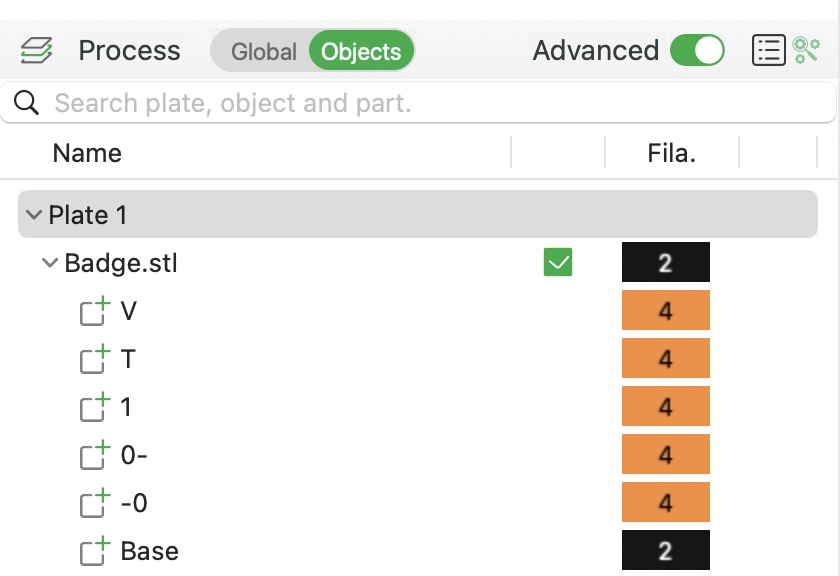 Process Global Objects Advanced
Search plate, object and part.
Name Fila.
Plate 1
Badge.stl 2
V 4
T 4
1 4
0- 4
-0 4
Base 2